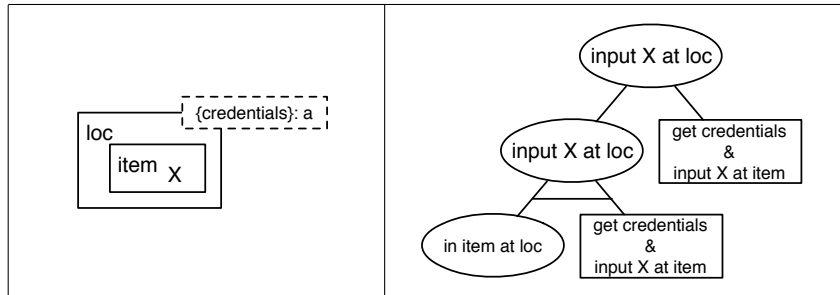 {credentials}: a
loc
item
X
input X at loc
input X at loc
get credentials
&
input X at item
in item at loc
get credentials
&
input X at item